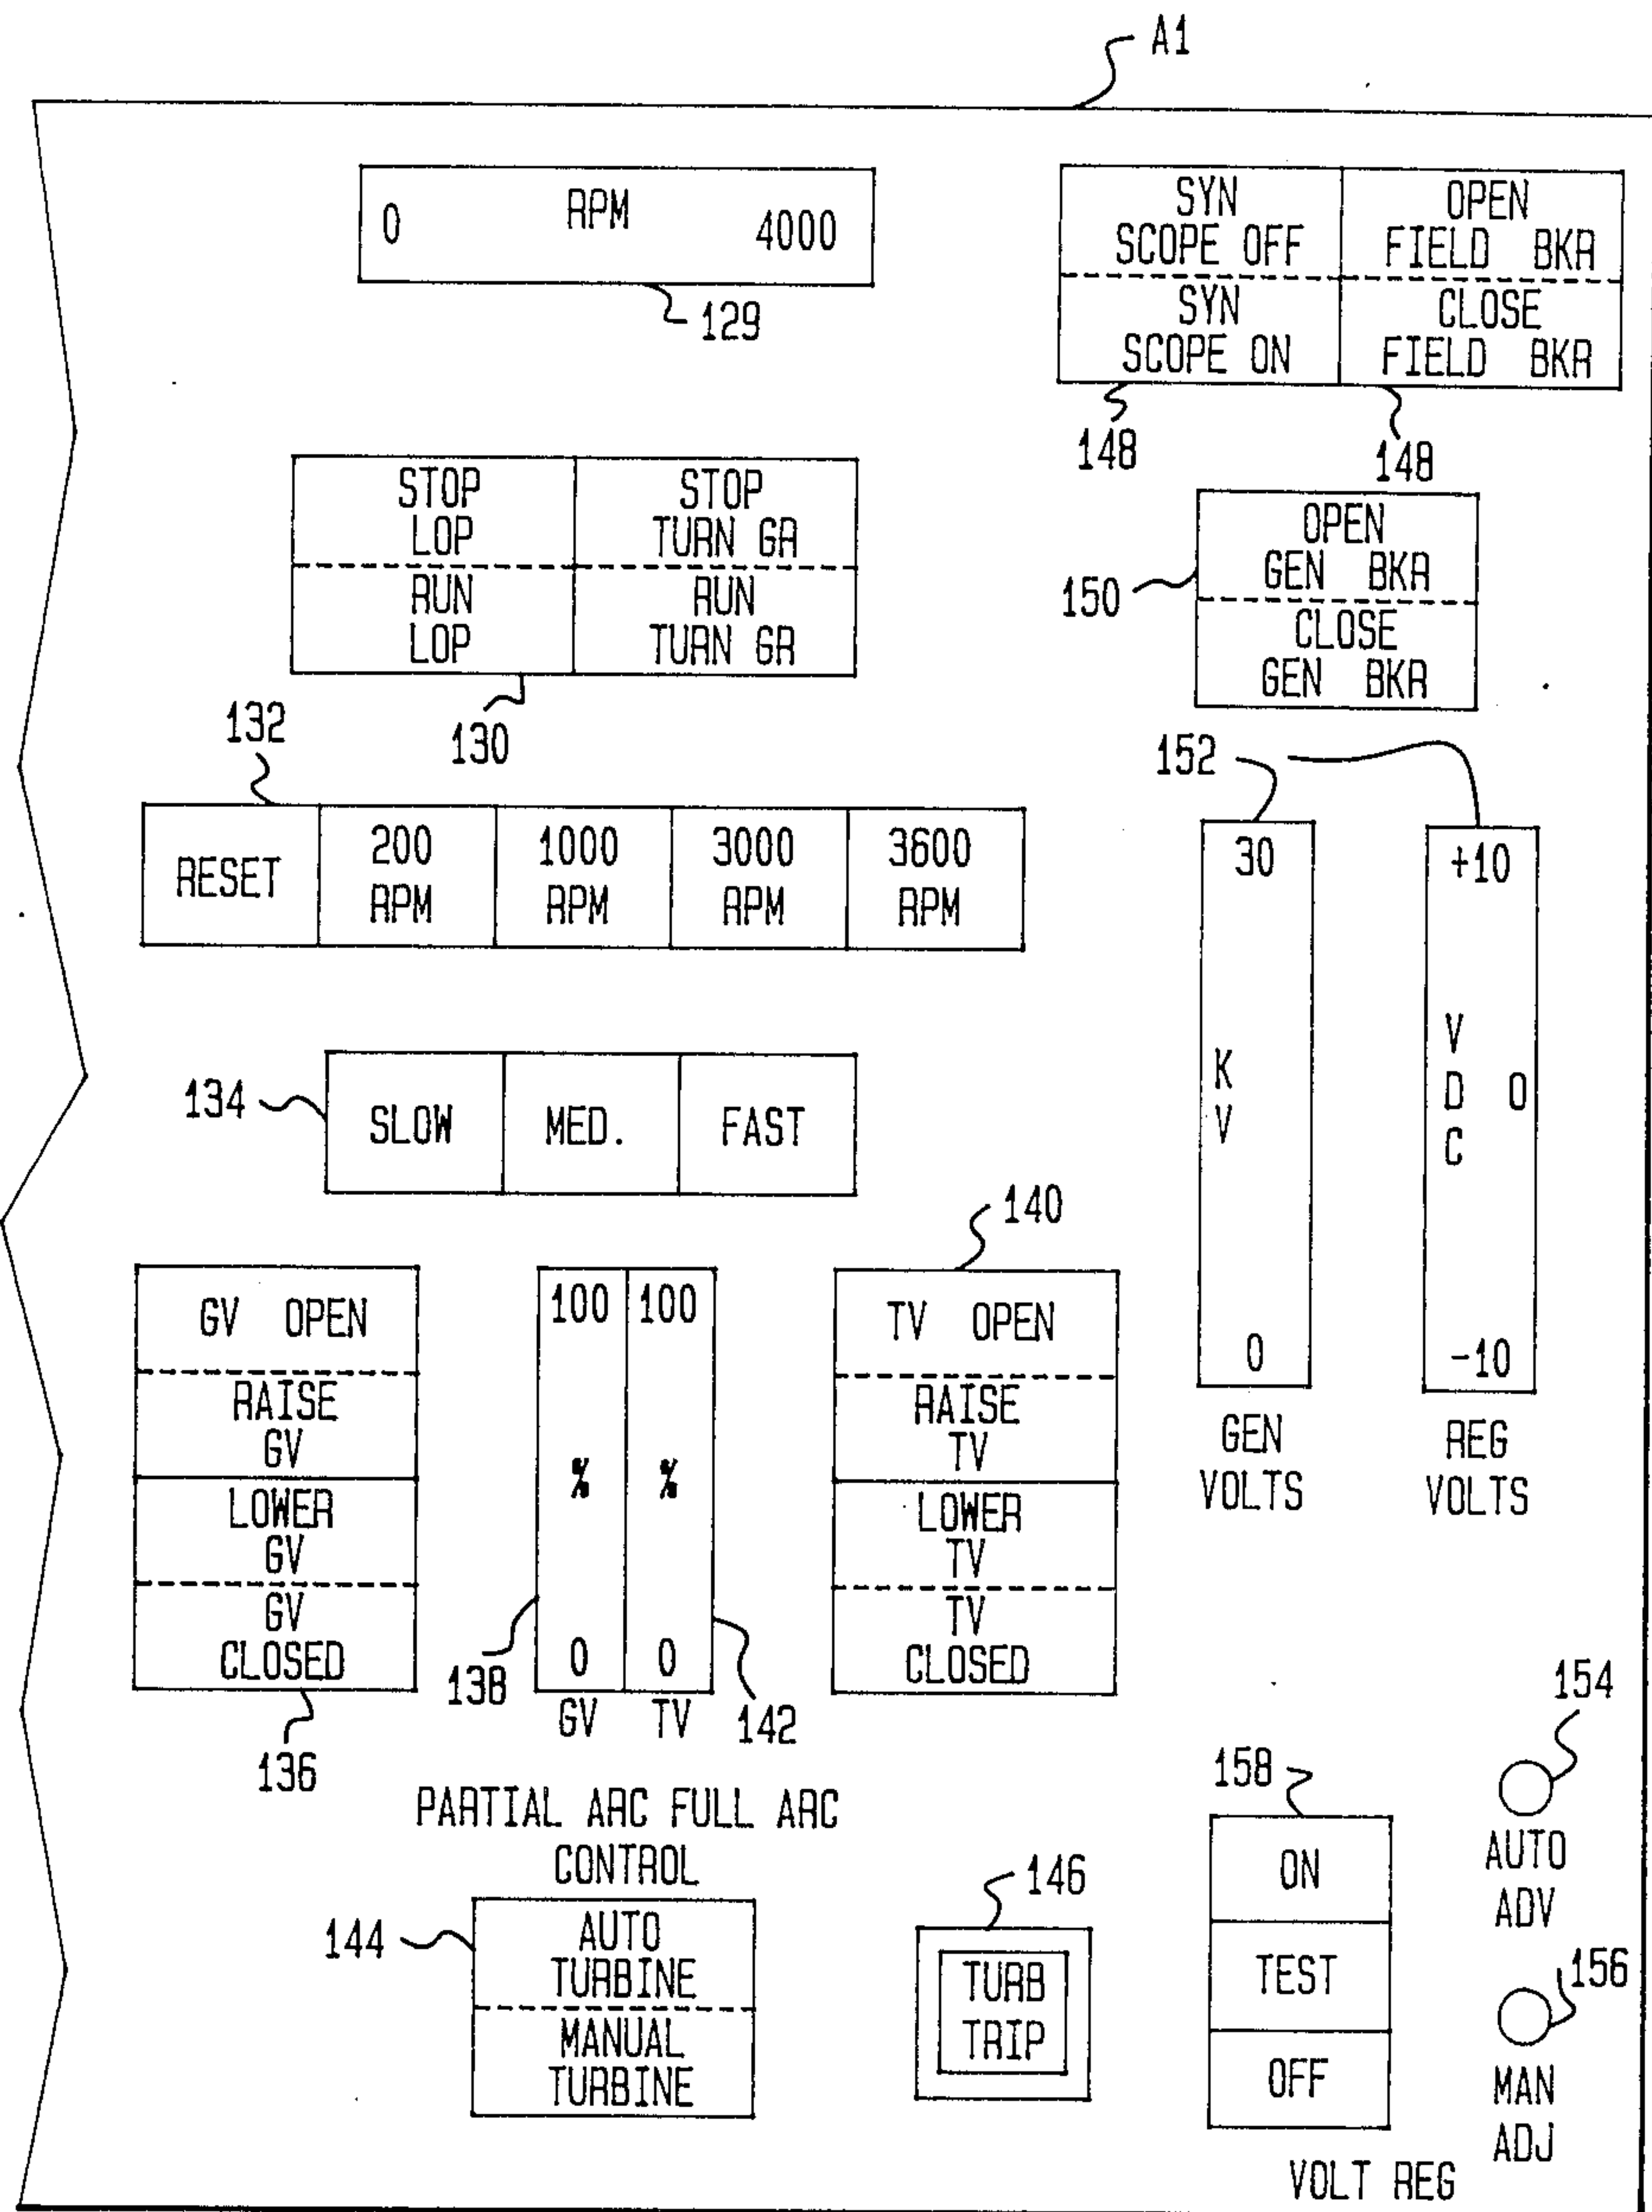 A1
0 RPM 4000
129
SYN
SCOPE OFF
SYN
SCOPE ON
OPEN
FIELD BKR
CLOSE
FIELD BKR
148
148
STOP
LOP
RUN
LOP
STOP
TURN GR
RUN
TURN GR
130
150
OPEN
GEN BKR
CLOSE
GEN BKR
132
RESET
200
RPM
1000
RPM
3000
RPM
3600
RPM
152
30
K
V
0
GEN
VOLTS
+10
V
D
C
0
-10
REG
VOLTS
134
SLOW
MED.
FAST
140
GV OPEN
RAISE
GV
LOWER
GV
GV
CLOSED
136
100
%
0
GV
138
100
%
0
TV
142
TV OPEN
RAISE
TV
LOWER
TV
TV
CLOSED
PARTIAL ARC FULL ARC
CONTROL
144
AUTO
TURBINE
MANUAL
TURBINE
146
TURB
TRIP
158
ON
TEST
OFF
VOLT REG
154
AUTO
ADV
156
MAN
ADJ